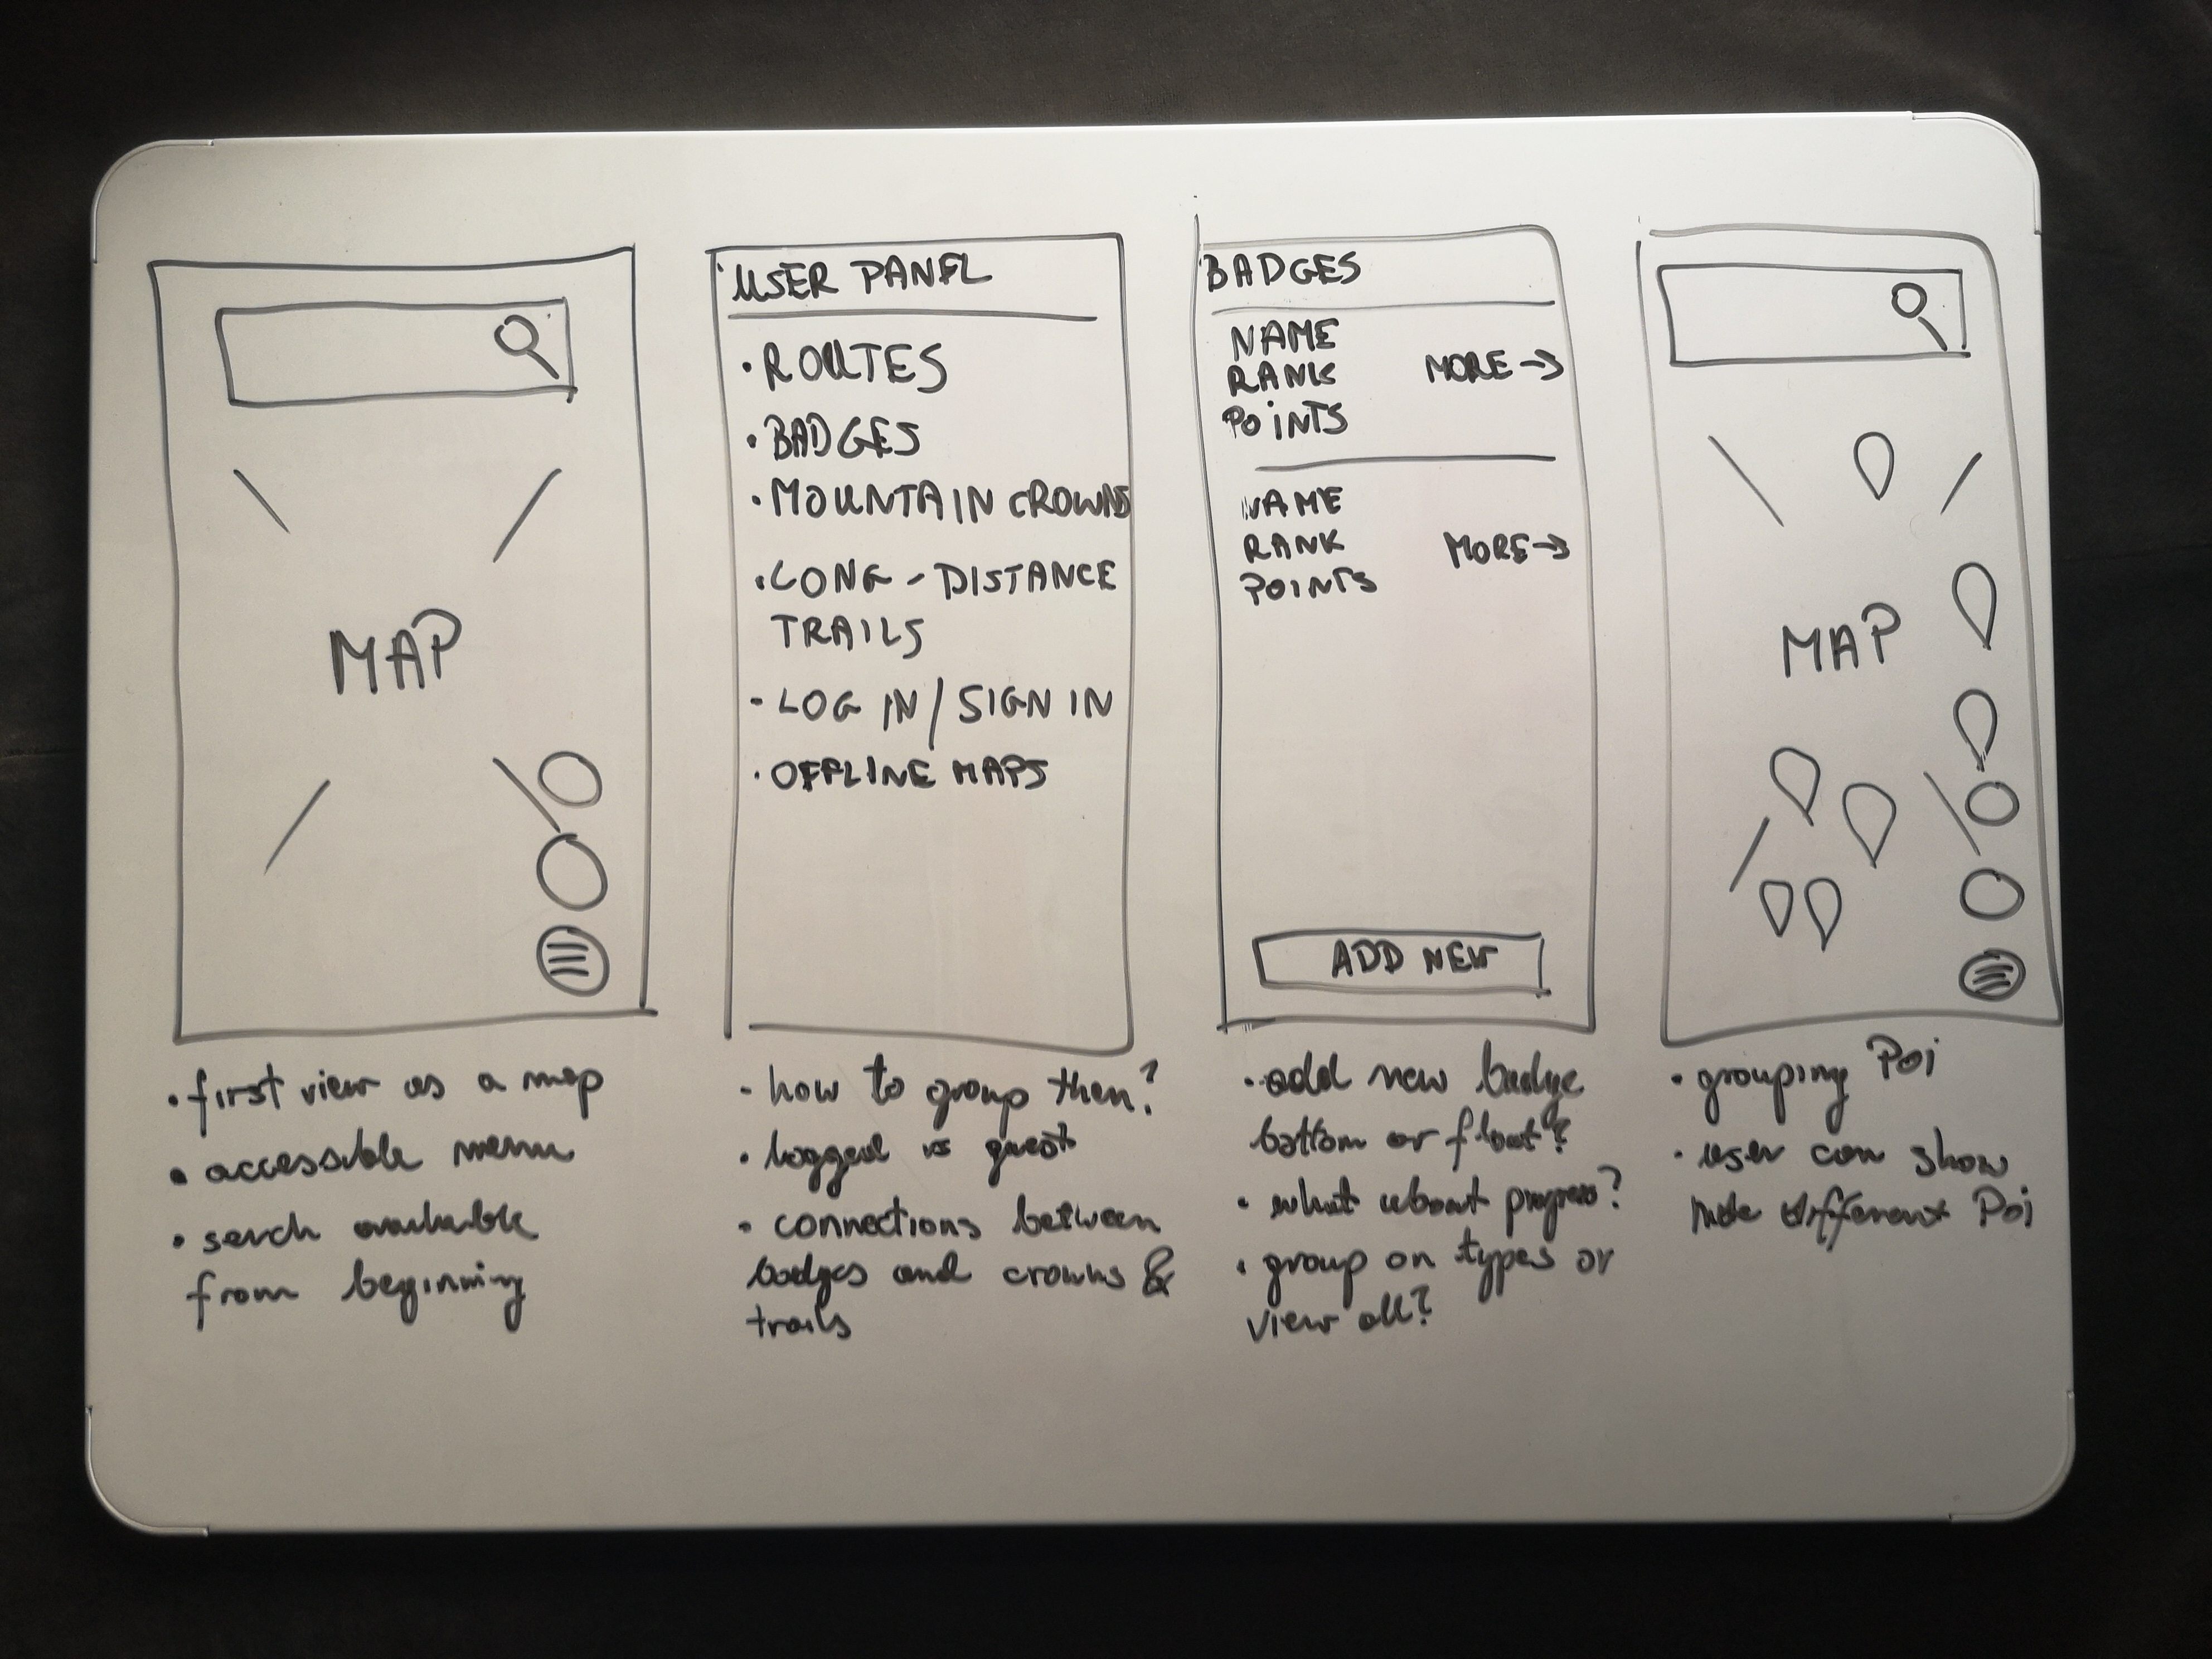 MAP
• first view as a map
• accessible menu
• serch available
from beginning
USER PANEL
• ROUTES
• BADGES
• MOUNTAIN CROWNS
• LONG-DISTANCE
TRAILS
- LOG IN / SIGN IN
• OFFLINE MAPS
- how to group then?
• logged vs guest
• connections between
badges and crowns &
trails
BADGES
NAME
RANK MORE →
POINTS
NAME
RANK MORE →
POINTS
ADD NEW
• add new badge
bottom or float?
• what about progress?
• group on types or
view all?
MAP
• grouping Poi
• user can show
hide different Poi